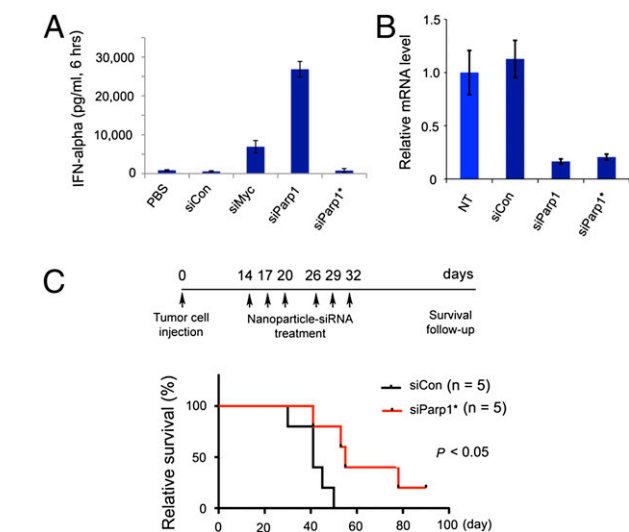 A
IFN-alpha (pg/ml, 6 hrs)
30,000
20,000
10,000
0
PBS
siCon
siMyc
siParp1
siParp1*
B
Relative mRNA level
1.5
1.0
0.5
0
NT
siCon
siParp1
siParp1*
C
0 14 17 20 26 29 32 days
Tumor cell
injection
Nanoparticle-siRNA
treatment
Survival
follow-up
Relative survival (%)
100
50
0
siCon (n = 5)
siParp1* (n = 5)
P < 0.05
0 20 40 60 80 100 (day)